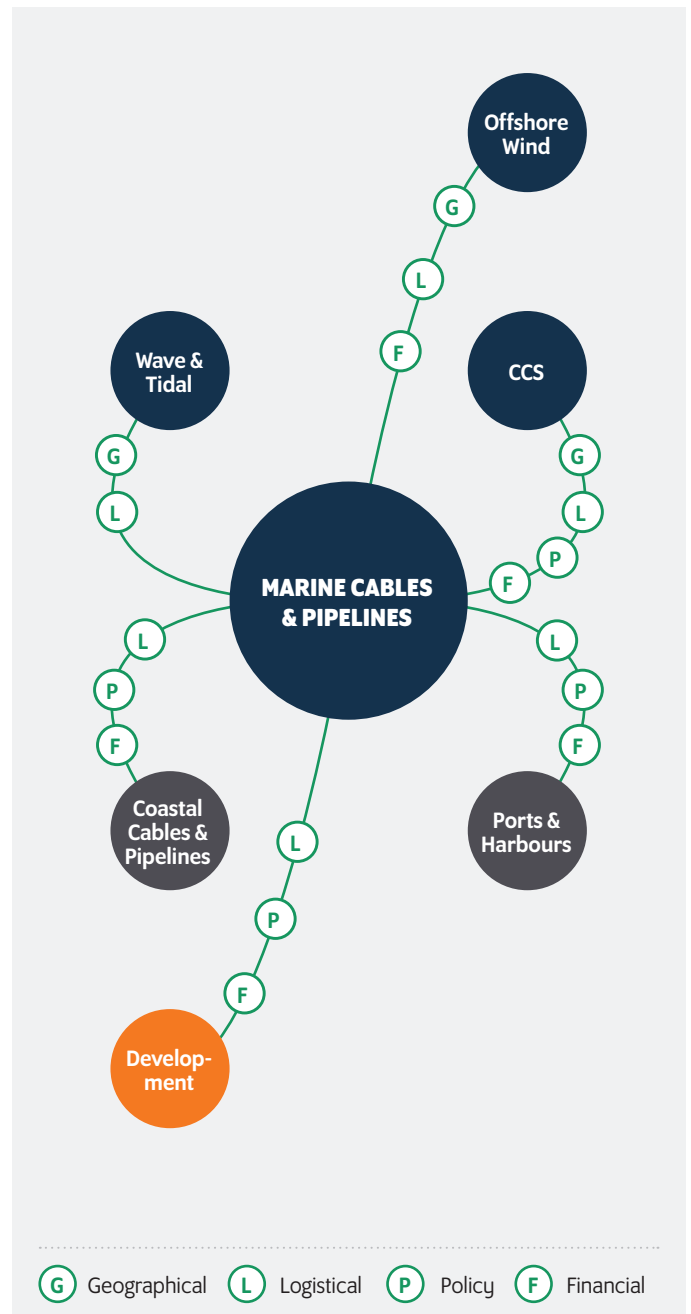 Offshore
Wind
G
L
F
Wave &
Tidal
G
L
CCS
G
L
P
F
MARINE CABLES
& PIPELINES
L
P
F
Coastal
Cables &
Pipelines
L
P
F
Ports &
Harbours
L
P
F
Develop-
ment
G Geographical L Logistical P Policy F Financial